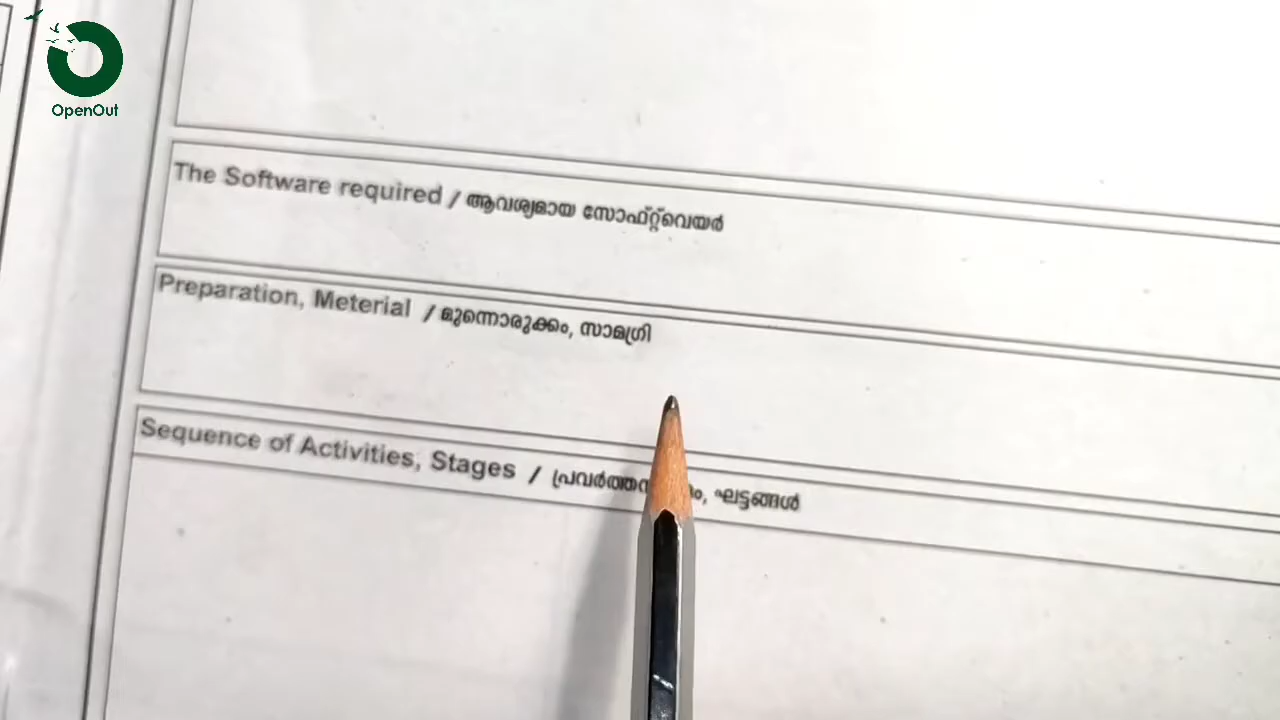 OpenOut
The Software required / ആവശ്യമായ സോഫ്റ്റ്‌വെയർ
Preparation, Meterial / മുന്നൊരുക്കം, സാമഗ്രി
Sequence of Activities, Stages / ഘട്ടങ്ങൾ